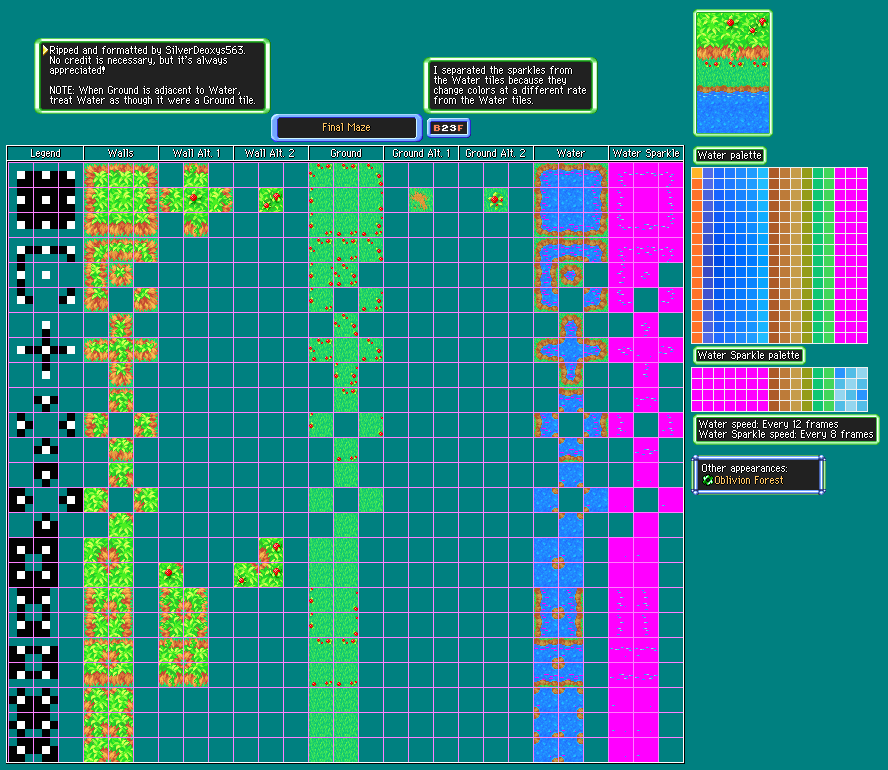 Ripped and formatted by SilverDeoxys563.
No credit is necessary, but it's always
appreciated!
NOTE: When Ground is adjacent to Water,
treat Water as though it were a Ground tile.
I separated the sparkles from
the Water tiles because they
change colors at a different rate
from the Water tiles.
Final Maze
B23F
Legend
Walls
Wall Alt. 1
Wall Alt. 2
Ground
Ground Alt. 1
Ground Alt. 2
Water
Water Sparkle
Water palette
Water Sparkle palette
Water speed: Every 12 frames
Water Sparkle speed: Every 8 frames
Other appearances:
Oblivion Forest